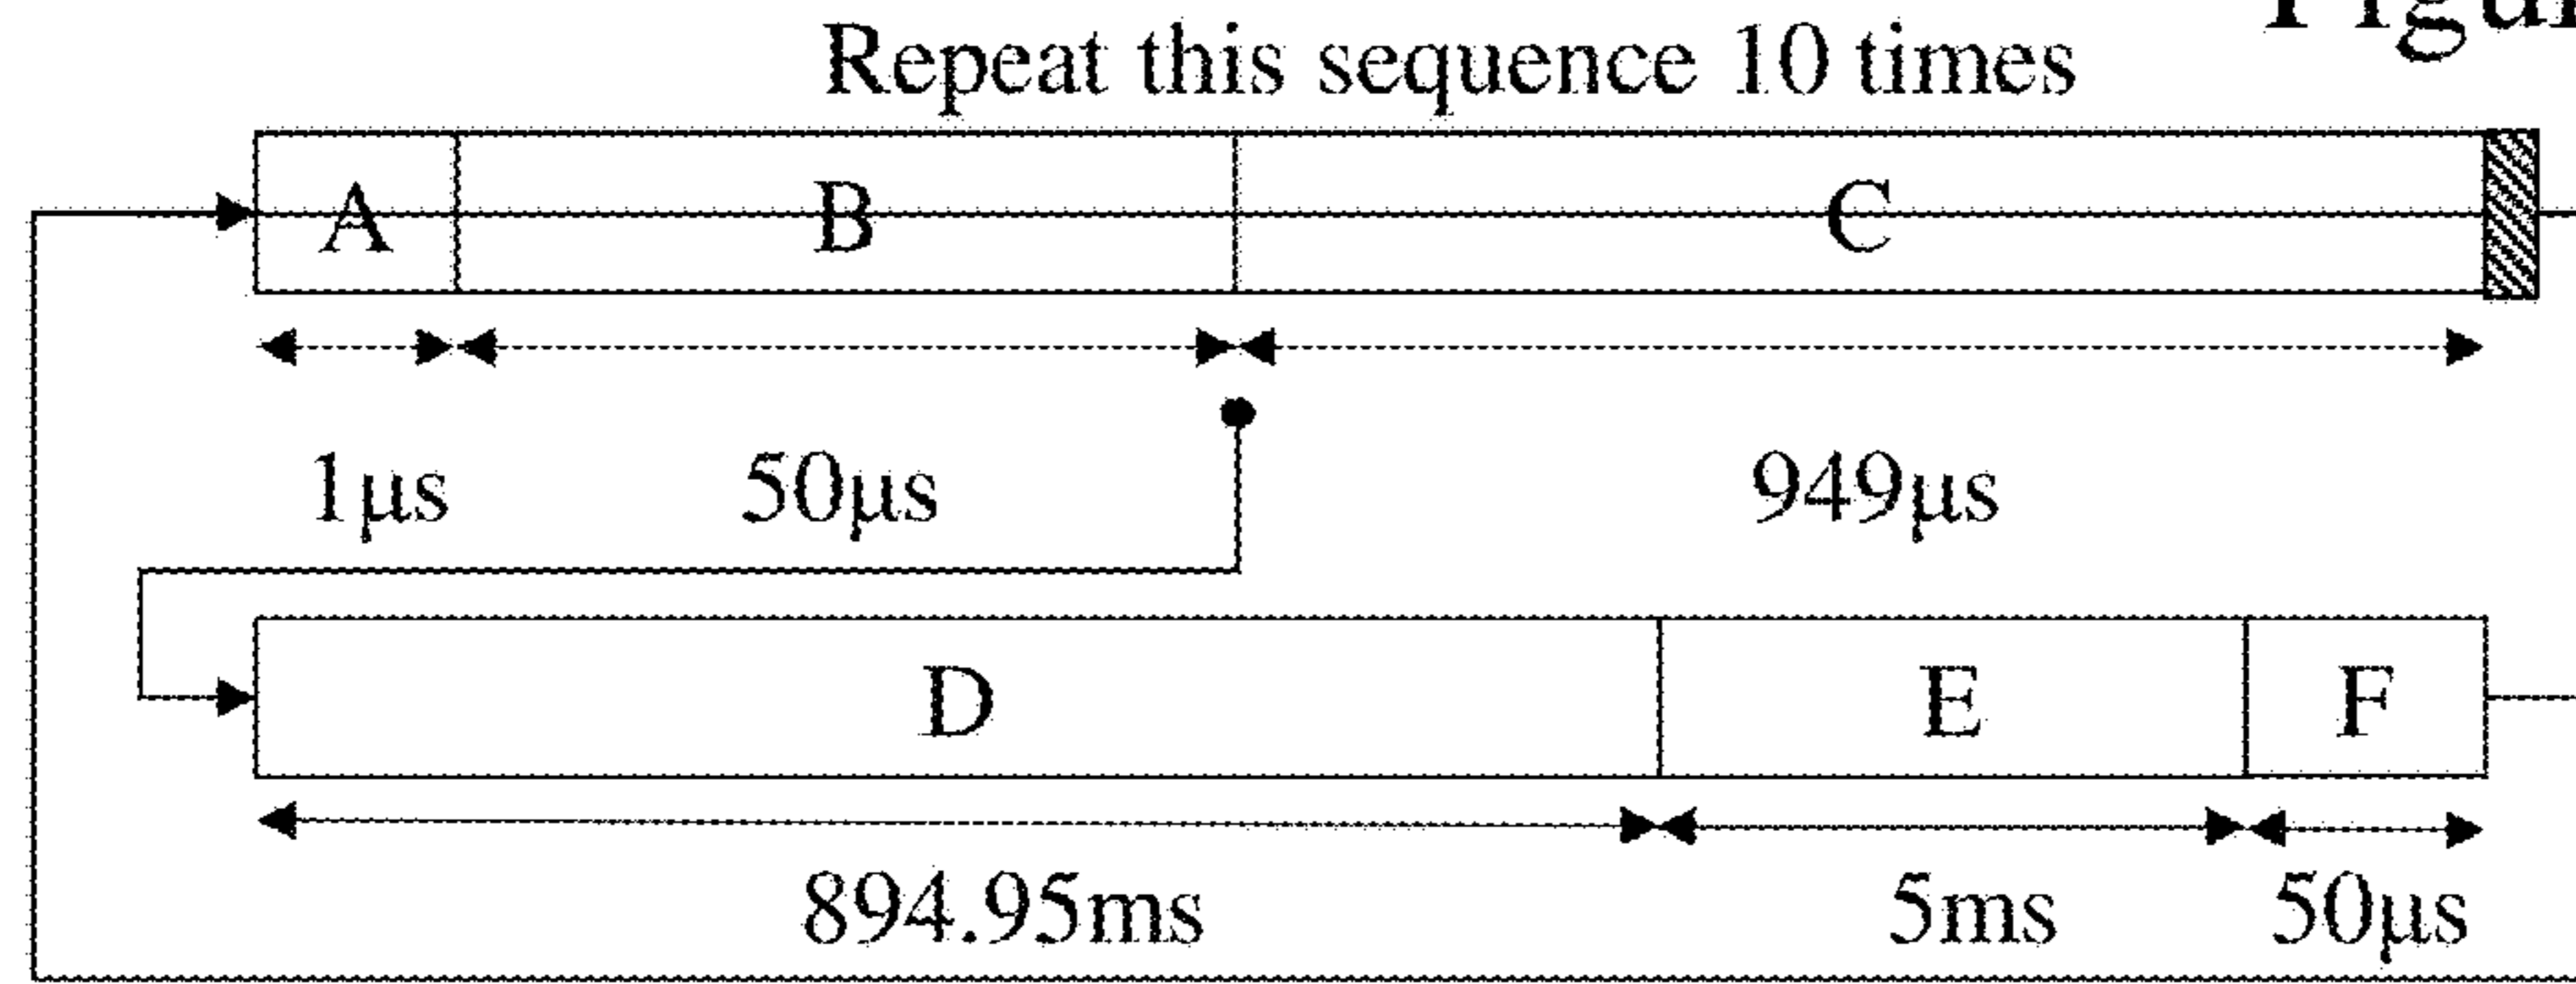 Repeat this sequence 10 times
A B C
1μs 50μs 949μs
D E F
894.95ms 5ms 50μs